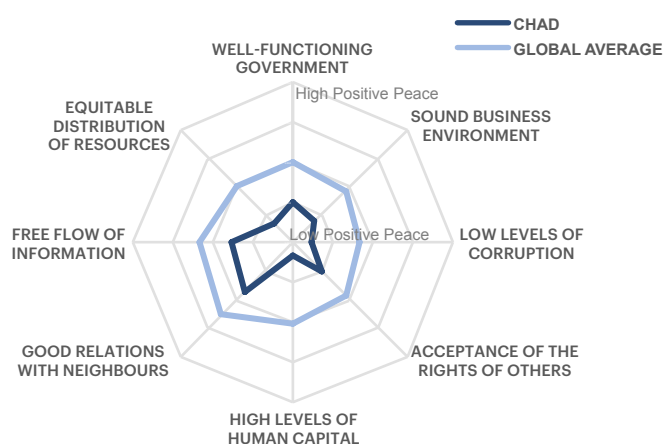 CHAD
GLOBAL AVERAGE
WELL-FUNCTIONING
GOVERNMENT
High Positive Peace
EQUITABLE
DISTRIBUTION
OF RESOURCES
SOUND BUSINESS
ENVIRONMENT
FREE FLOW OF
INFORMATION
Low Positive Peace
LOW LEVELS OF
CORRUPTION
GOOD RELATIONS
WITH NEIGHBOURS
ACCEPTANCE OF THE
RIGHTS OF OTHERS
HIGH LEVELS OF
HUMAN CAPITAL